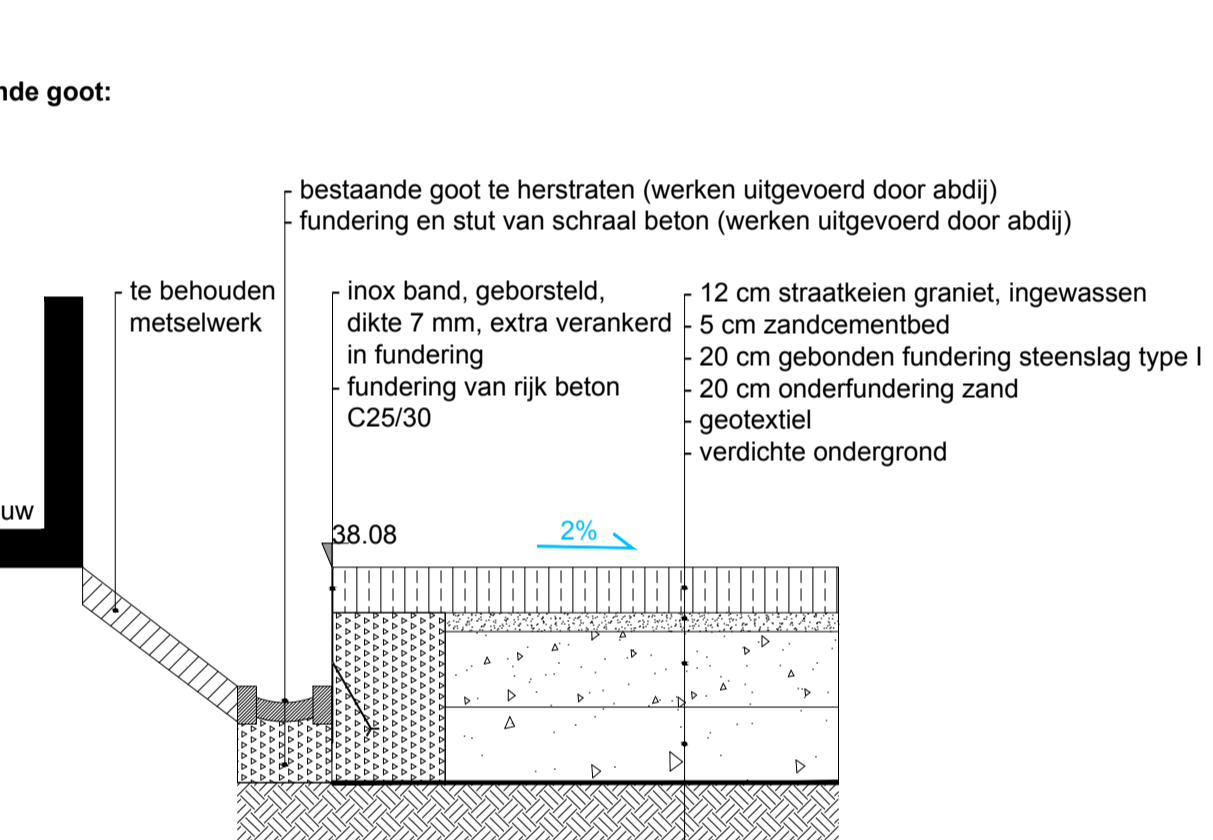 nde goot:
- bestaande goot te herstraten (werken uitgevoerd door abdij)
- fundering en stut van schraal beton (werken uitgevoerd door abdij)
- te behouden
metselwerk
- inox band, geborsteld,
dikte 7 mm, extra verankerd
in fundering
- fundering van rijk beton
C25/30
- 12 cm straatkeien graniet, ingewassen
- 5 cm zandcementbed
- 20 cm gebonden fundering steenslag type I
- 20 cm onderfundering zand
- geotextiel
- verdichte ondergrond
uw
38.08
2%